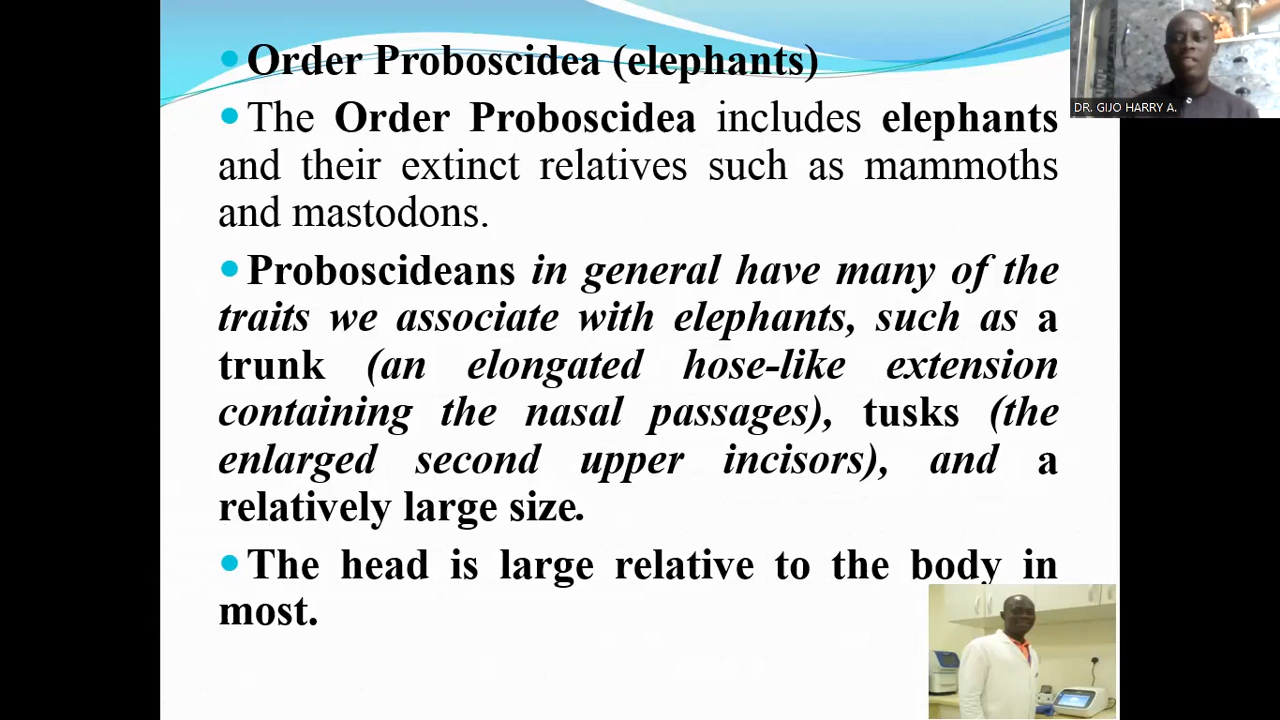 Order Proboscidea (elephants)
The Order Proboscidea includes elephants
and their extinct relatives such as mammoths
and mastodons.
Proboscideans in general have many of the
traits we associate with elephants, such as a
trunk (an elongated hose-like extension
containing the nasal passages), tusks (the
enlarged second upper incisors), and a
relatively large size.
The head is large relative to the body in
most.
DR. GIJO HARRY A.